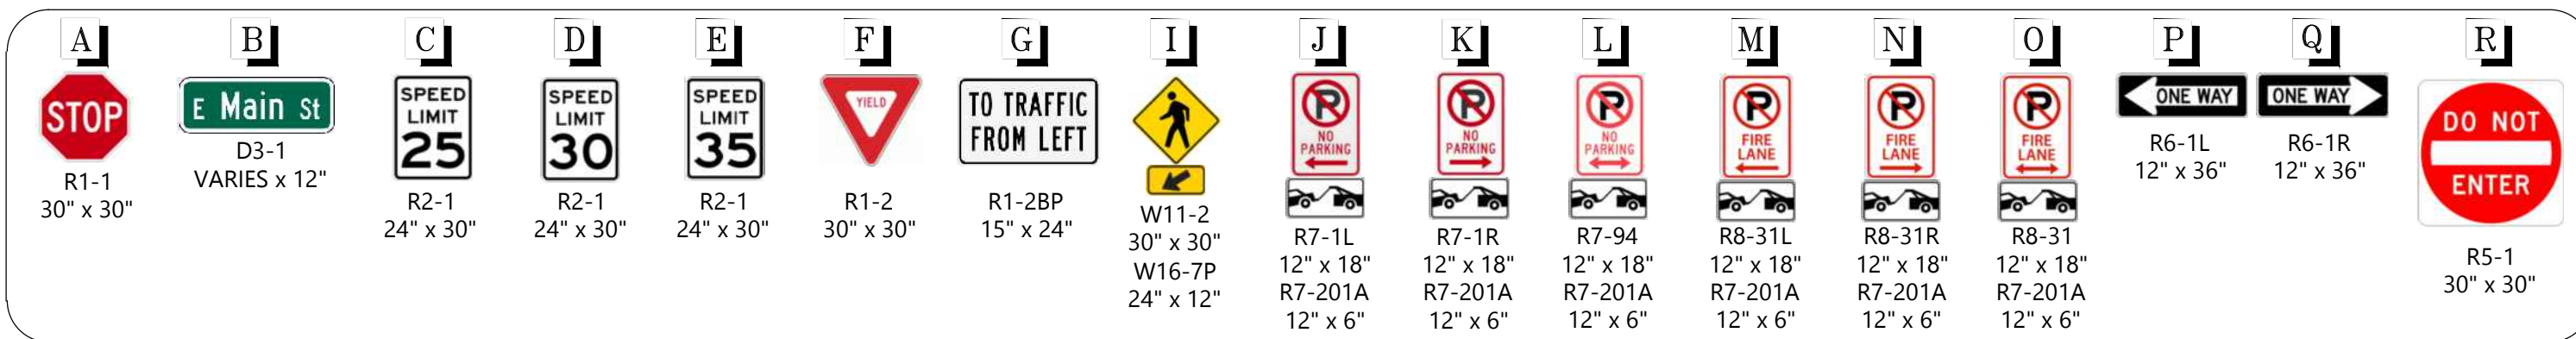 A
STOP
R1-1
30" x 30"
B
E Main St
D3-1
VARIES x 12"
C
SPEED
LIMIT
25
R2-1
24" x 30"
D
SPEED
LIMIT
30
R2-1
24" x 30"
E
SPEED
LIMIT
35
R2-1
24" x 30"
F
YIELD
R1-2
30" x 30"
G
TO TRAFFIC
FROM LEFT
R1-2BP
15" x 24"
I
W11-2
30" x 30"
W16-7P
24" x 12"
J
P
NO
PARKING
R7-1L
12" x 18"
R7-201A
12" x 6"
K
P
NO
PARKING
R7-1R
12" x 18"
R7-201A
12" x 6"
L
P
NO
PARKING
R7-94
12" x 18"
R7-201A
12" x 6"
M
P
FIRE
LANE
R8-31L
12" x 18"
R7-201A
12" x 6"
N
P
FIRE
LANE
R8-31R
12" x 18"
R7-201A
12" x 6"
O
P
FIRE
LANE
R8-31
12" x 18"
R7-201A
12" x 6"
P
ONE WAY
R6-1L
12" x 36"
Q
ONE WAY
R6-1R
12" x 36"
R
DO NOT
ENTER
R5-1
30" x 30"